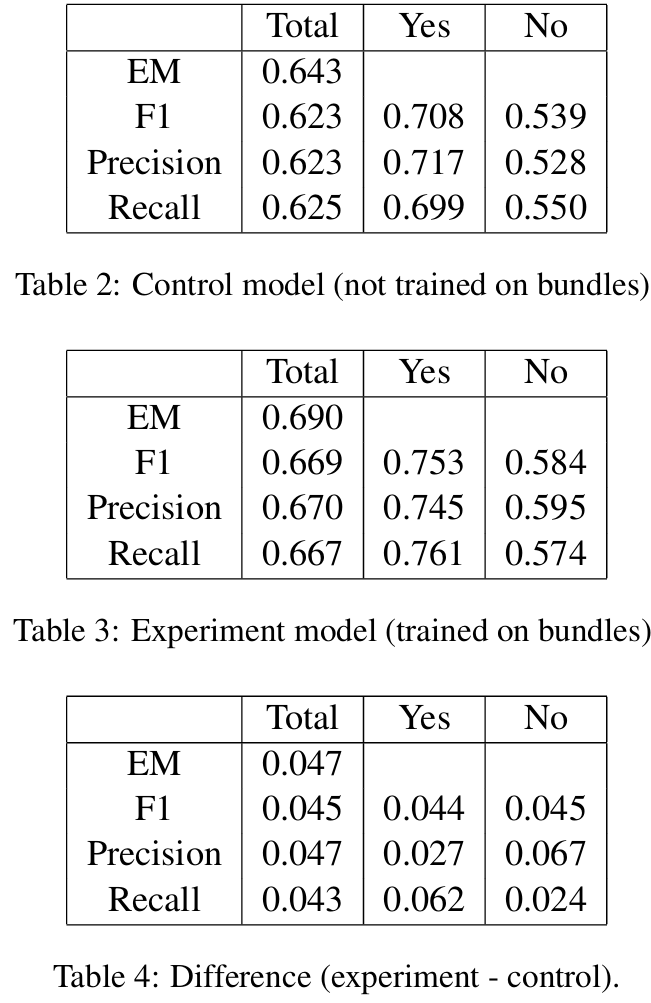 Total Yes No
EM 0.643
F1 0.623 0.708 0.539
Precision 0.623 0.717 0.528
Recall 0.625 0.699 0.550
Table 2: Control model (not trained on bundles)
Total Yes No
EM 0.690
F1 0.669 0.753 0.584
Precision 0.670 0.745 0.595
Recall 0.667 0.761 0.574
Table 3: Experiment model (trained on bundles)
Total Yes No
EM 0.047
F1 0.045 0.044 0.045
Precision 0.047 0.027 0.067
Recall 0.043 0.062 0.024
Table 4: Difference (experiment - control).